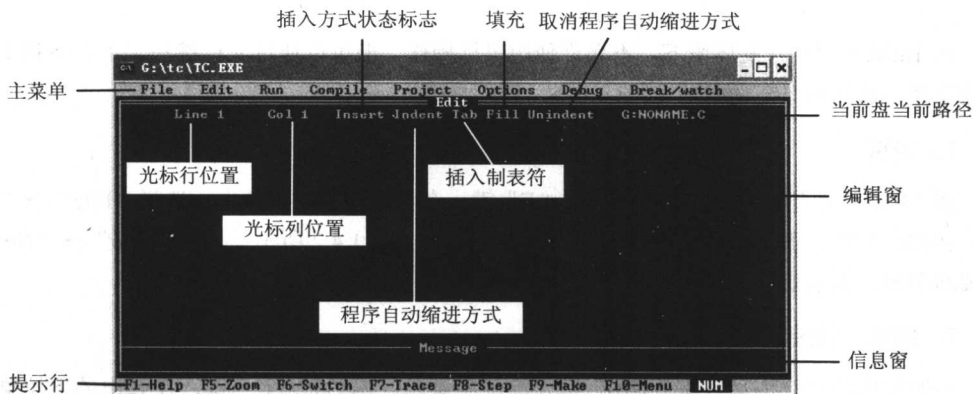 插入方式状态标志 填充 取消程序自动缩进方式
G:\tc\TC.EXE
主菜单 File Edit Run Compile Project Options Debug Break/watch
Edit
Line 1 Col 1 Insert Indent Tab Fill Unindent G:NONAME.C 当前盘当前路径
光标行位置 插入制表符 编辑窗
光标列位置
程序自动缩进方式
Message
信息窗
提示行 F1-Help F5-Zoom F6-Switch F7-Trace F8-Step F9-Make F10-Menu NUM